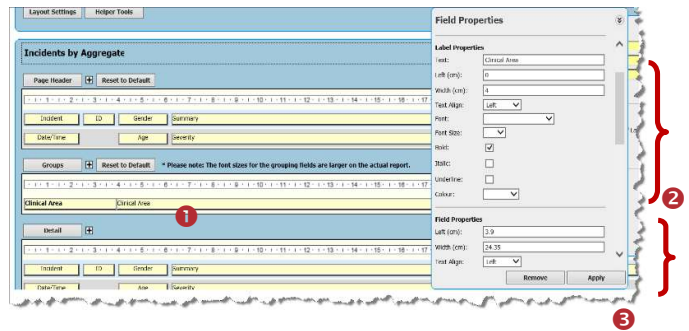 Layout Settings Helper Tools
Field Properties
Incidents by Aggregate
Page Header Reset to Default
1 2 3 4 5 6 7 8 9 10 11 12 13 14 15 16 17
Incident ID Gender Summary
Date/Time Age Severity
Groups Reset to Default * Please note: The font sizes for the grouping fields are larger on the actual report.
1 2 3 4 5 6 7 8 9 10 11 12 13 14 15 16 17
Clinical Area Clinical Area
Detail
1 2 3 4 5 6 7 8 9 10 11 12 13 14 15 16 17
Incident ID Gender Summary
Date/Time Age Severity
Label Properties
Text: Clinical Area
Left (cm): 0
Width (cm): 4
Text Align: Left
Font:
Font Size:
Bold:
Italic:
Underline:
Colour:
Field Properties
Left (cm): 3.9
Width (cm): 24.35
Text Align: Left
Remove Apply
1
2
3